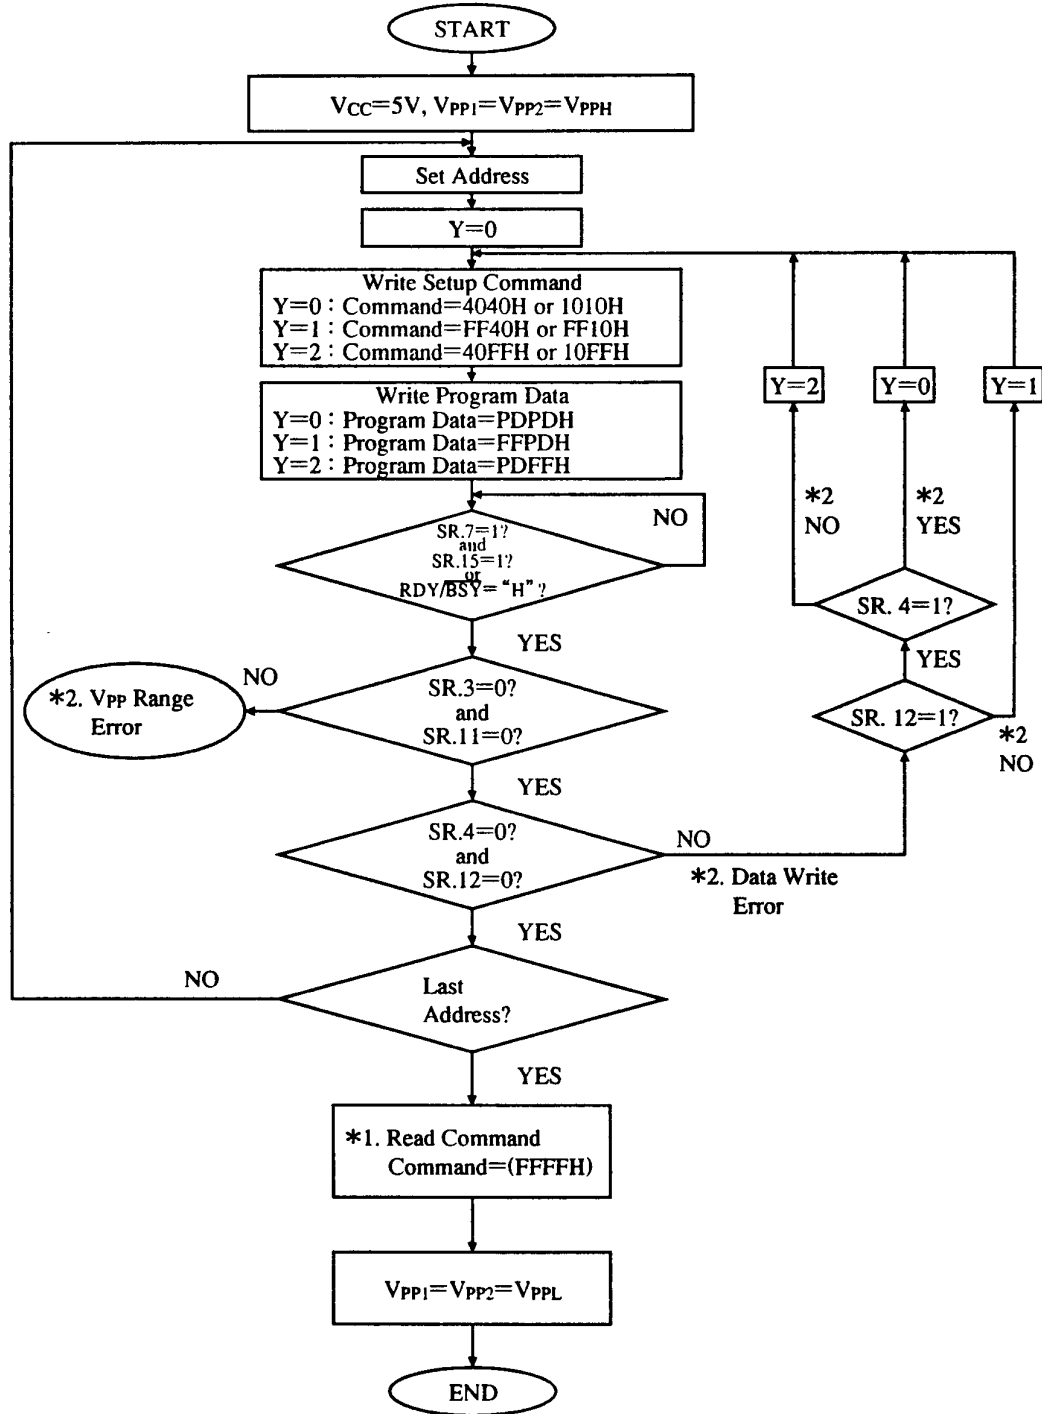 START
VCC=5V, VPP1=VPP2=VPPH
Set Address
Y=0
Write Setup Command
Y=0 : Command=4040H or 1010H
Y=1 : Command=FF40H or FF10H
Y=2 : Command=40FFH or 10FFH
Y=2
Y=0
Y=1
Write Program Data
Y=0 : Program Data=PDPDH
Y=1 : Program Data=FFPDH
Y=2 : Program Data=PDFFH
*2
NO
*2
YES
NO
SR.7=1?
and
SR.15=1?
or
RDY/B̅S̅Y̅= “H” ?
SR. 4=1?
YES
YES
NO
*2. VPP Range
Error
SR.3=0?
and
SR.11=0?
SR. 12=1?
*2
NO
YES
SR.4=0?
and
SR.12=0?
NO
*2. Data Write
Error
YES
NO
Last
Address?
YES
*1. Read Command
Command=(FFFFH)
VPP1=VPP2=VPPL
END